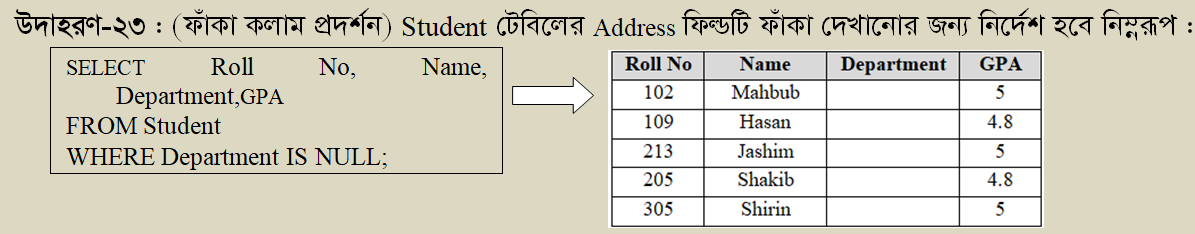 উদাহরণ-২৩ : (ফাঁকা কলাম প্রদর্শন) Student টেবিলের Address ফিল্ডটি ফাঁকা দেখানোর জন্য নির্দেশ হবে নিম্নরূপ :
SELECT Roll No, Name,
Department,GPA
FROM Student
WHERE Department IS NULL;
Roll No Name Department GPA
102 Mahbub 5
109 Hasan 4.8
213 Jashim 5
205 Shakib 4.8
305 Shirin 5